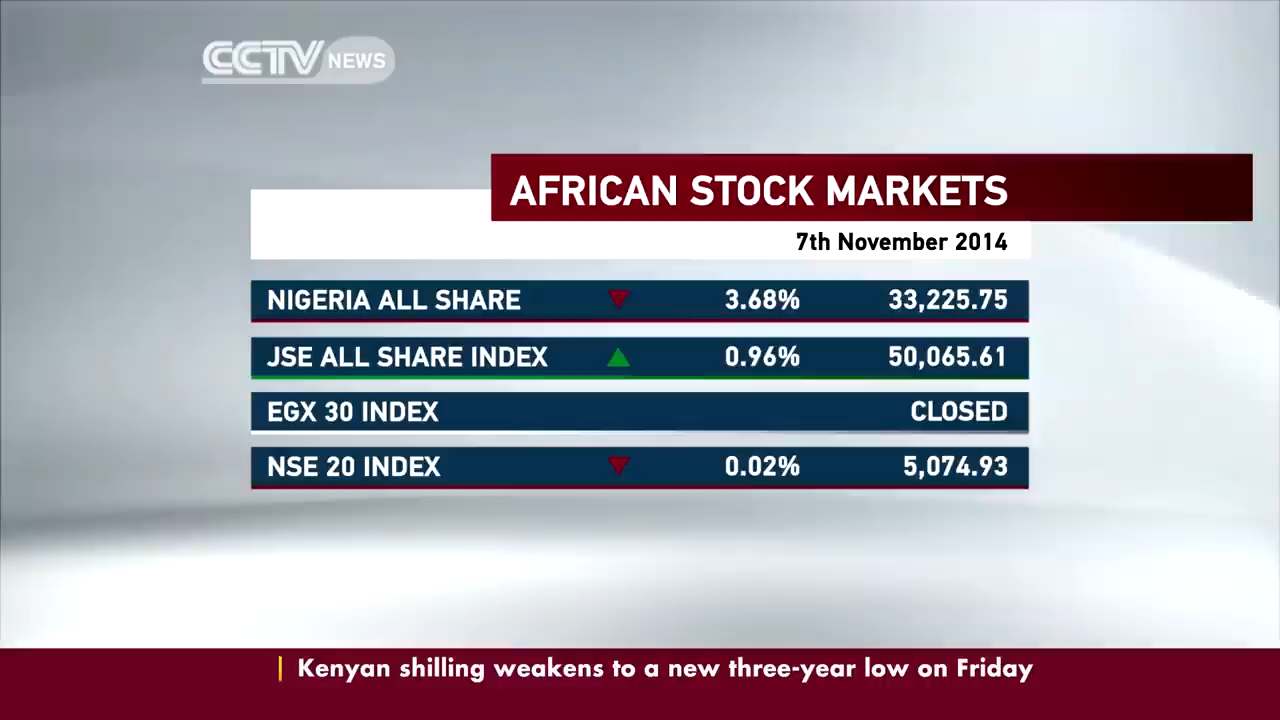 CCTV NEWS
AFRICAN STOCK MARKETS
7th November 2014
NIGERIA ALL SHARE 3.68% 33,225.75
JSE ALL SHARE INDEX 0.96% 50,065.61
EGX 30 INDEX CLOSED
NSE 20 INDEX 0.02% 5,074.93
Kenyan shilling weakens to a new three-year low on Friday